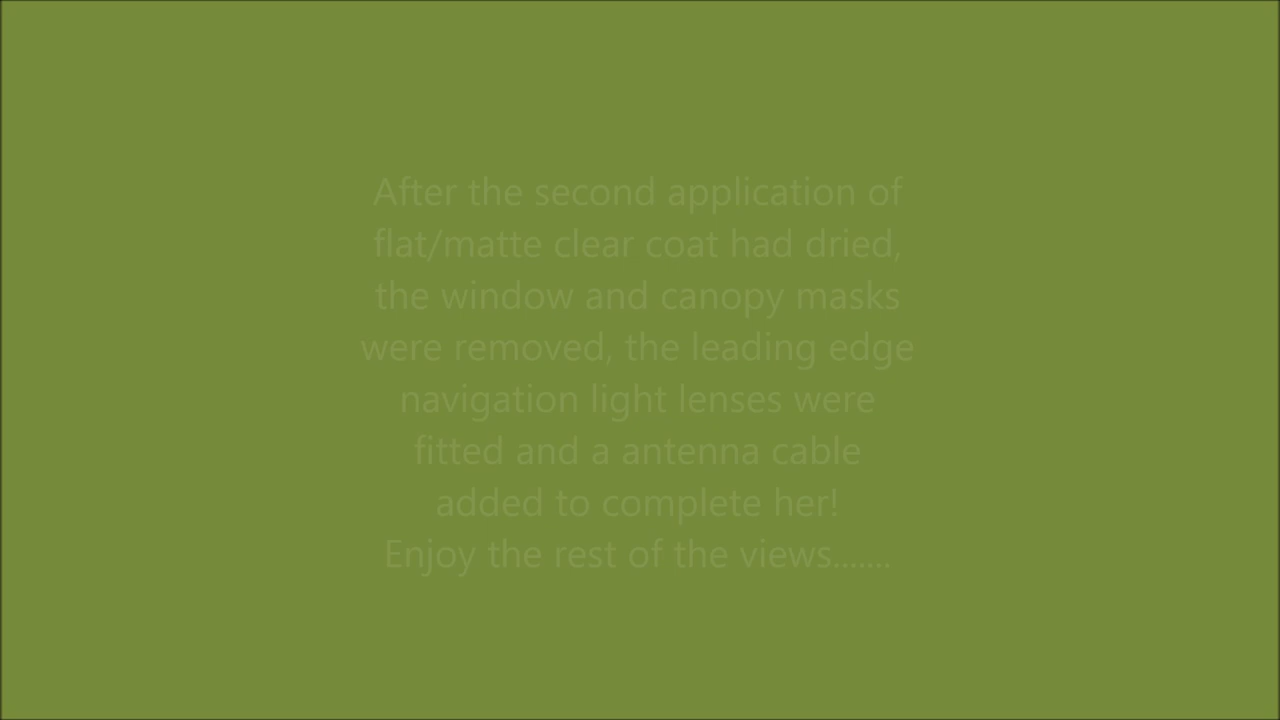 After the second application of
flat/matte clear coat had dried,
the window and canopy masks
were removed, the leading edge
navigation light lenses were
fitted and a antenna cable
added to complete her!
Enjoy the rest of the views.......